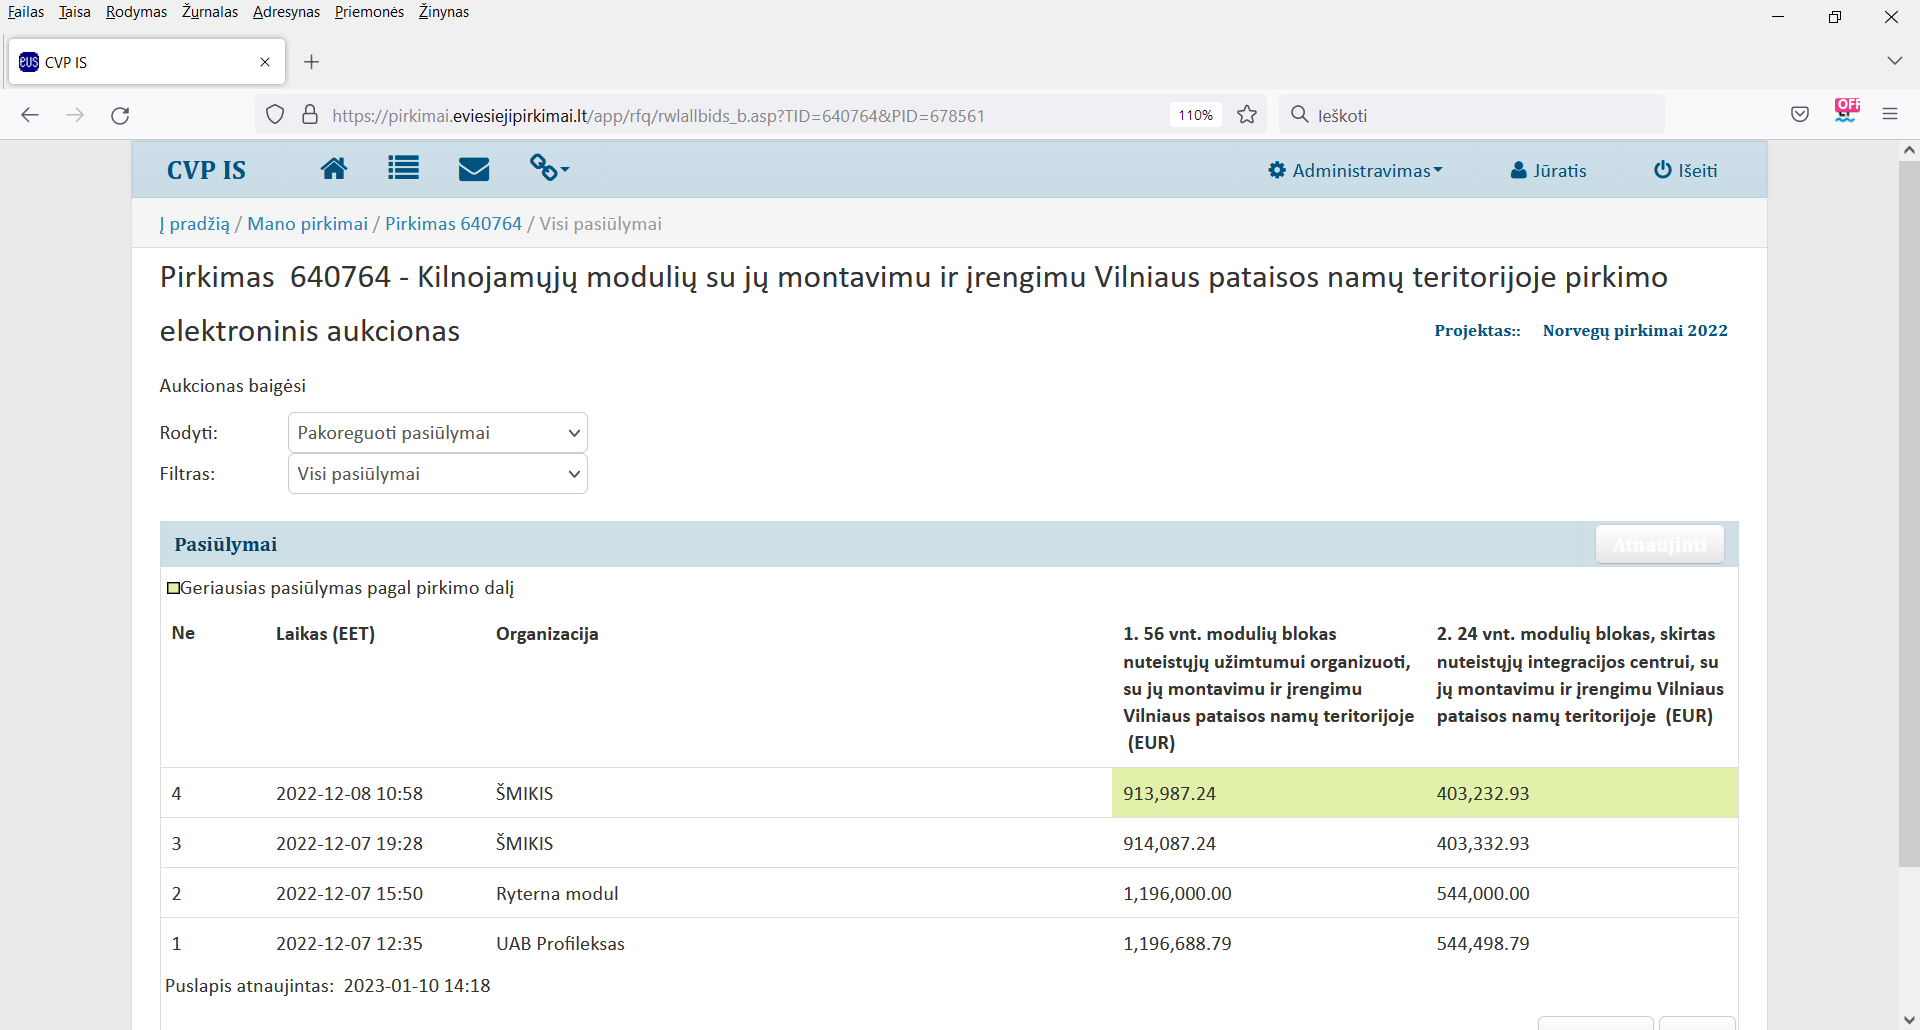 Failas Taisa Rodymas Žurnalas Adresynas Priemonės Žinynas
CVP IS
https://pirkimai.eviesiejipirkimai.lt/app/rfq/rwlallbids_b.asp?TID=640764&PID=678561
110%
Ieškoti
OFF
CVP IS
Administravimas
Jūratis
Išeiti
Į pradžią / Mano pirkimai / Pirkimas 640764 / Visi pasiūlymai
Pirkimas 640764 - Kilnojamųjų modulių su jų montavimu ir įrengimu Vilniaus pataisos namų teritorijoje pirkimo
elektroninis aukcionas
Projektas:: Norvegų pirkimai 2022
Aukcionas baigėsi
Rodyti: Pakoreguoti pasiūlymai
Filtras: Visi pasiūlymai
Pasiūlymai
Atnaujinti
Geriausias pasiūlymas pagal pirkimo dalį
Ne
Laikas (EET)
Organizacija
1. 56 vnt. modulių blokas
nuteistųjų užimtumui organizuoti,
su jų montavimu ir įrengimu
Vilniaus pataisos namų teritorijoje
(EUR)
2. 24 vnt. modulių blokas, skirtas
nuteistųjų integracijos centrui, su
jų montavimu ir įrengimu Vilniaus
pataisos namų teritorijoje (EUR)
4 2022-12-08 10:58 ŠMIKIS 913,987.24 403,232.93
3 2022-12-07 19:28 ŠMIKIS 914,087.24 403,332.93
2 2022-12-07 15:50 Ryterna modul 1,196,000.00 544,000.00
1 2022-12-07 12:35 UAB Profileksas 1,196,688.79 544,498.79
Puslapis atnaujintas: 2023-01-10 14:18